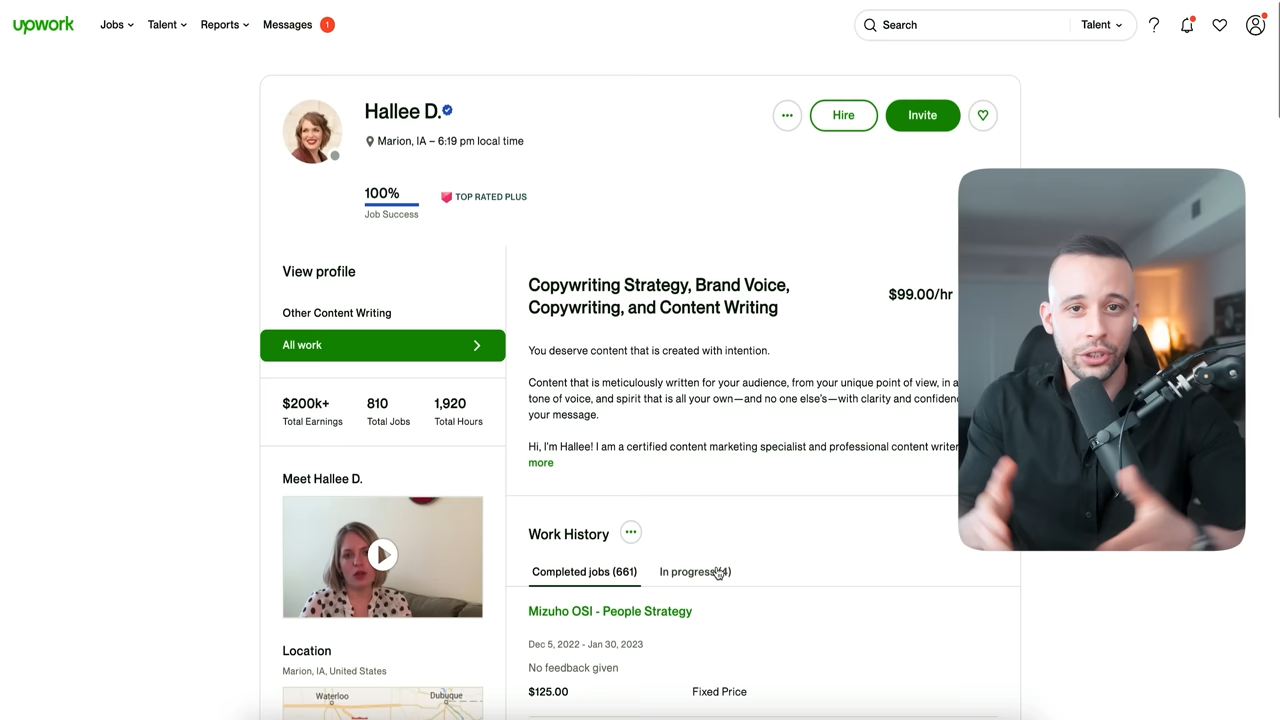 upwork
Jobs
Talent
Reports
Messages
1
Search
Talent
Hallee D.
Marion, IA – 6:19 pm local time
Hire
Invite
100%
Job Success
TOP RATED PLUS
View profile
Other Content Writing
All work
$200k+
810
1,920
Total Earnings
Total Jobs
Total Hours
Meet Hallee D.
Location
Marion, IA, United States
Waterloo
Dubuque
Copywriting Strategy, Brand Voice,
Copywriting, and Content Writing
$99.00/hr
You deserve content that is created with intention.
Content that is meticulously written for your audience, from your unique point of view, in a
tone of voice, and spirit that is all your own—and no one else's—with clarity and
your message.
Hi, I'm Hallee! I am a certified content marketing specialist and professional content writer
more
Work History
Completed jobs (661)
In progress
Mizuho OSI - People Strategy
Dec 5, 2022 - Jan 30, 2023
No feedback given
$125.00
Fixed Price